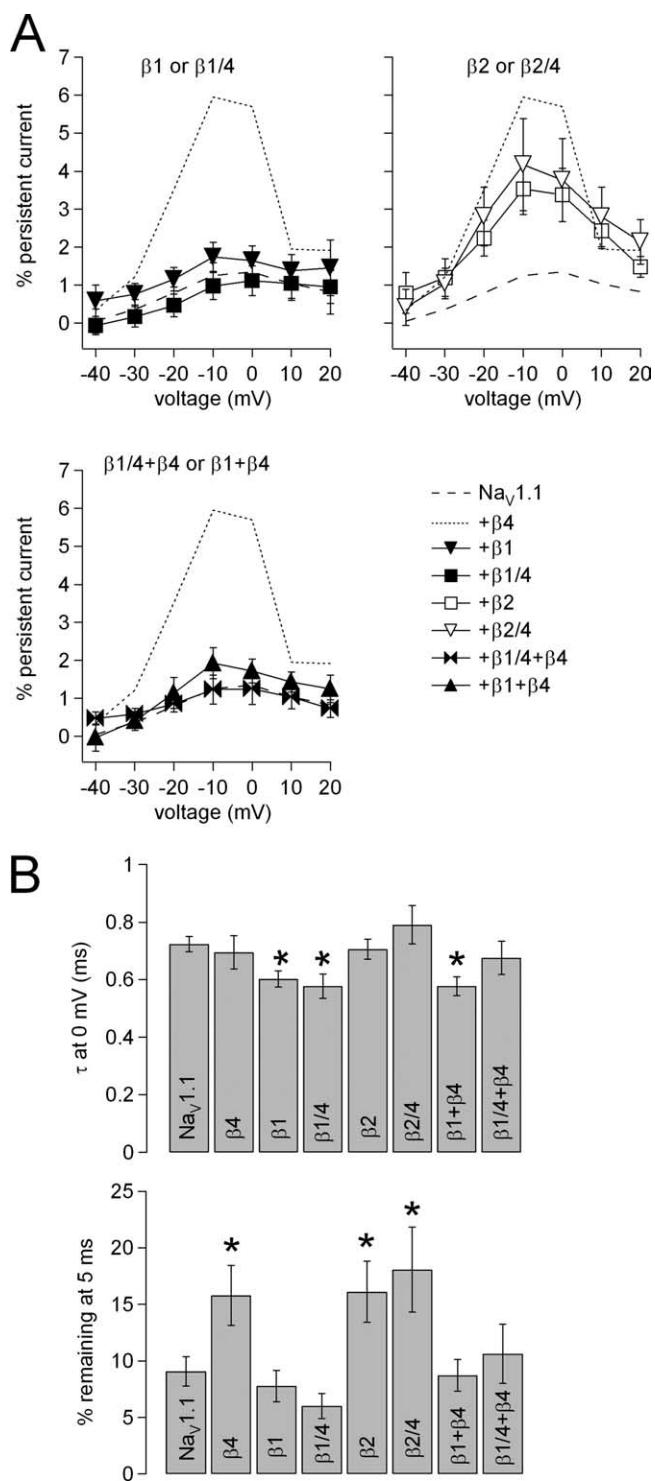 A
β1 or β1/4
β2 or β2/4
% persistent current
7
6
5
4
3
2
1
0
-40 -30 -20 -10 0 10 20
voltage (mV)
-40 -30 -20 -10 0 10 20
voltage (mV)
β1/4+β4 or β1+β4
% persistent current
7
6
5
4
3
2
1
0
-40 -30 -20 -10 0 10 20
voltage (mV)
NaV1.1
+β4
+β1
+β1/4
+β2
+β2/4
+β1/4+β4
+β1+β4
B
τ at 0 mV (ms)
1
0.8
0.6
0.4
0.2
0
* * *
NaV1.1 β4 β1 β1/4 β2 β2/4 β1+β4 β1/4+β4
% remaining at 5 ms
25
20
15
10
5
0
* * *
NaV1.1 β4 β1 β1/4 β2 β2/4 β1+β4 β1/4+β4